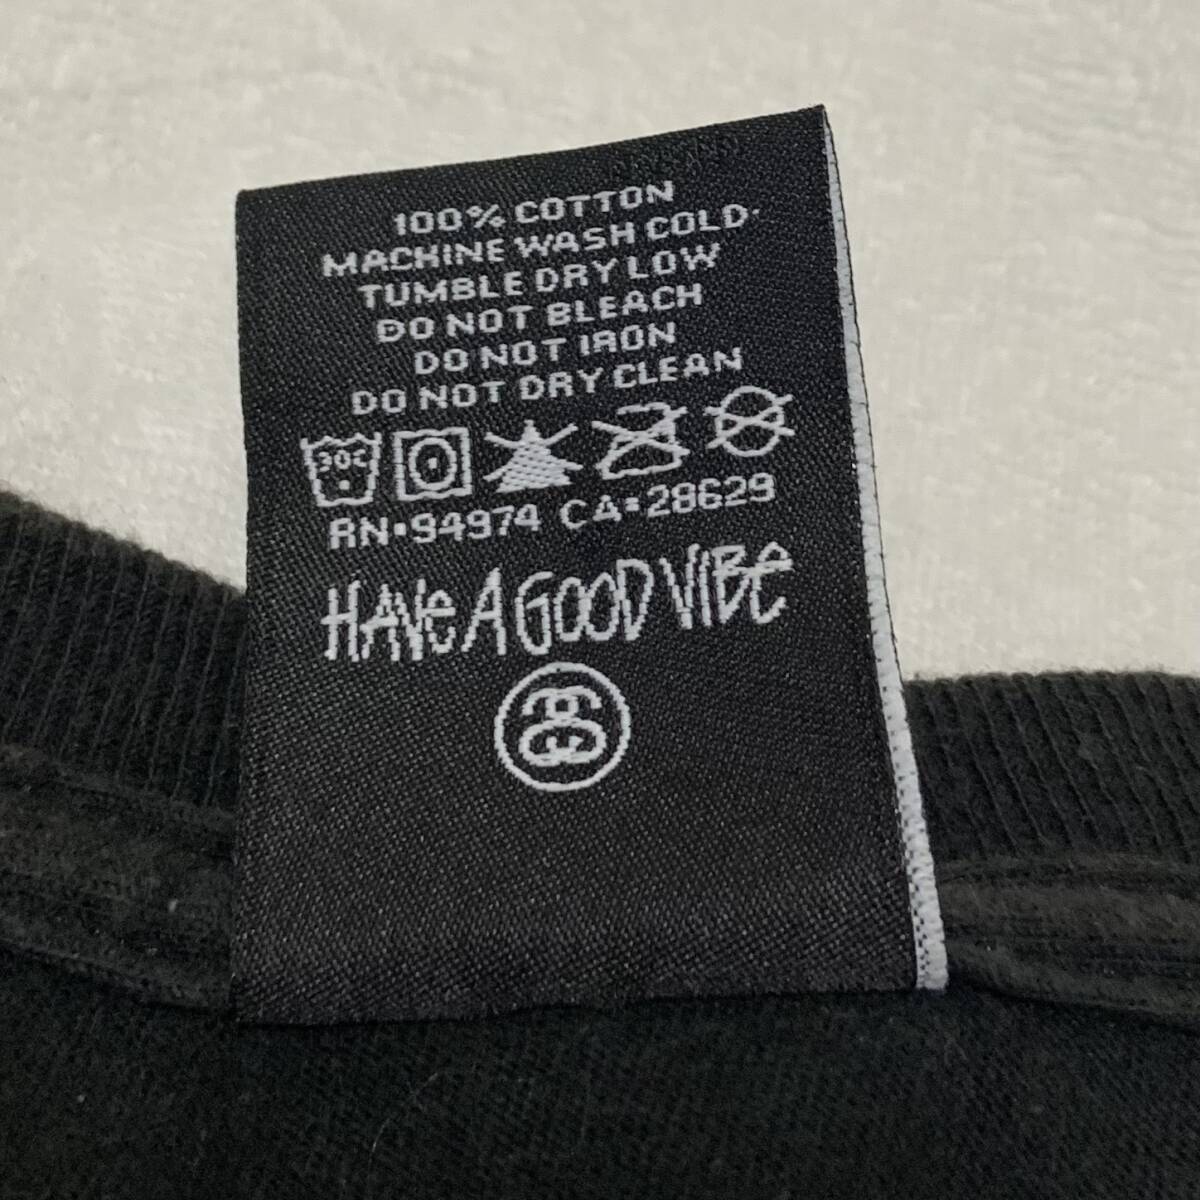 100% COTTON
MACHINE WASH COLD
TUMBLE DRY LOW
DO NOT BLEACH
DO NOT IRON
DO NOT DRY CLEAN
30C
RN•94974 CA•28629
HAVE A GOOD VIBE